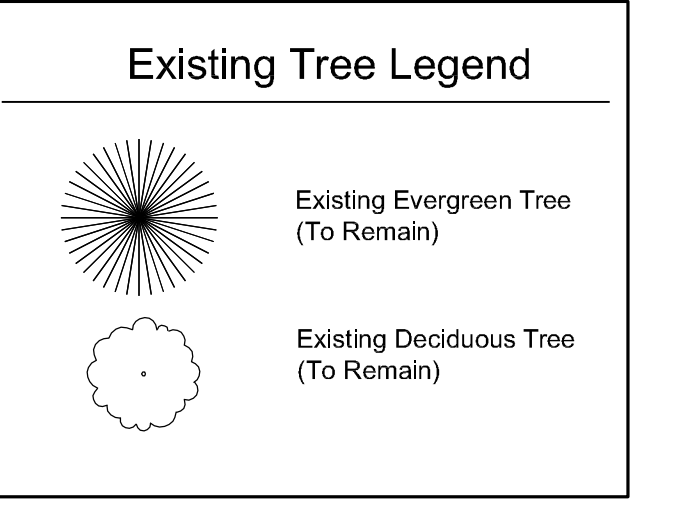 Existing Tree Legend
Existing Evergreen Tree
(To Remain)
Existing Deciduous Tree
(To Remain)